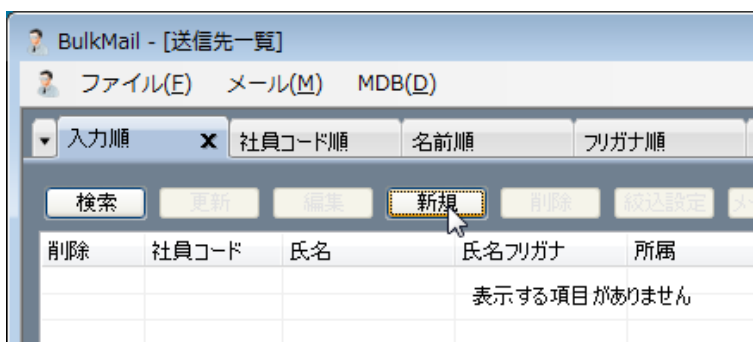 BulkMail - [送信先一覧]
ファイル(F) メール(M) MDB(D)
入力順 社員コード順 名前順 フリガナ順
検索 更新 編集 新規 削除 絞込設定
削除 社員コード 氏名 氏名フリガナ 所属
表示する項目がありません